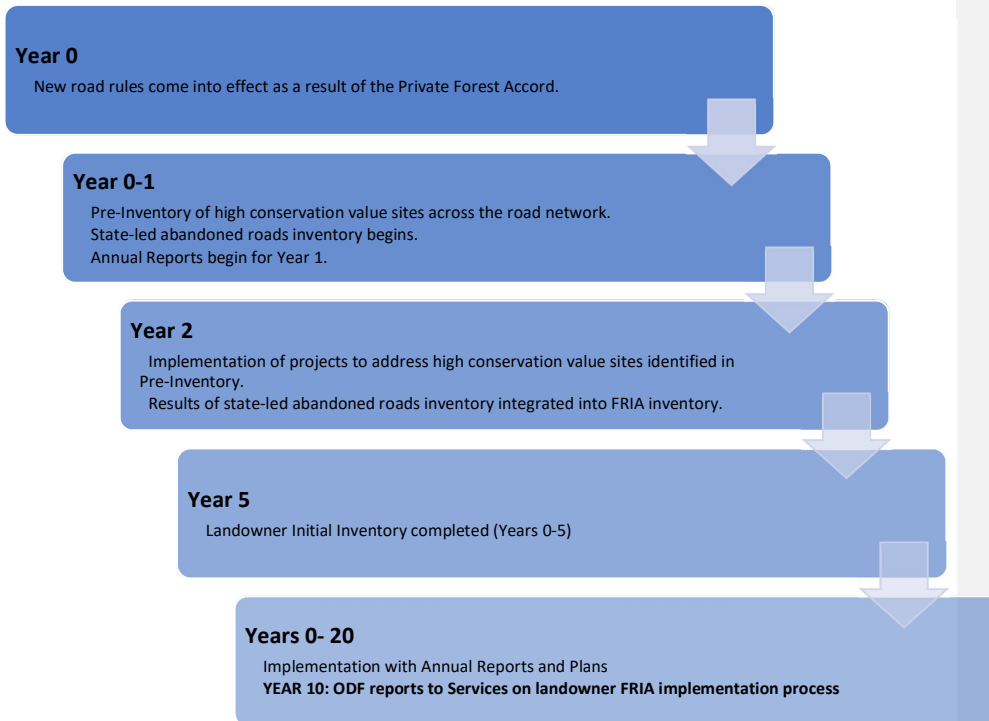 Year 0
New road rules come into effect as a result of the Private Forest Accord.
Year 0-1
Pre-Inventory of high conservation value sites across the road network.
State-led abandoned roads inventory begins.
Annual Reports begin for Year 1.
Year 2
Implementation of projects to address high conservation value sites identified in
Pre-Inventory.
Results of state-led abandoned roads inventory integrated into FRIA inventory.
Year 5
Landowner Initial Inventory completed (Years 0-5)
Years 0- 20
Implementation with Annual Reports and Plans
YEAR 10: ODF reports to Services on landowner FRIA implementation process